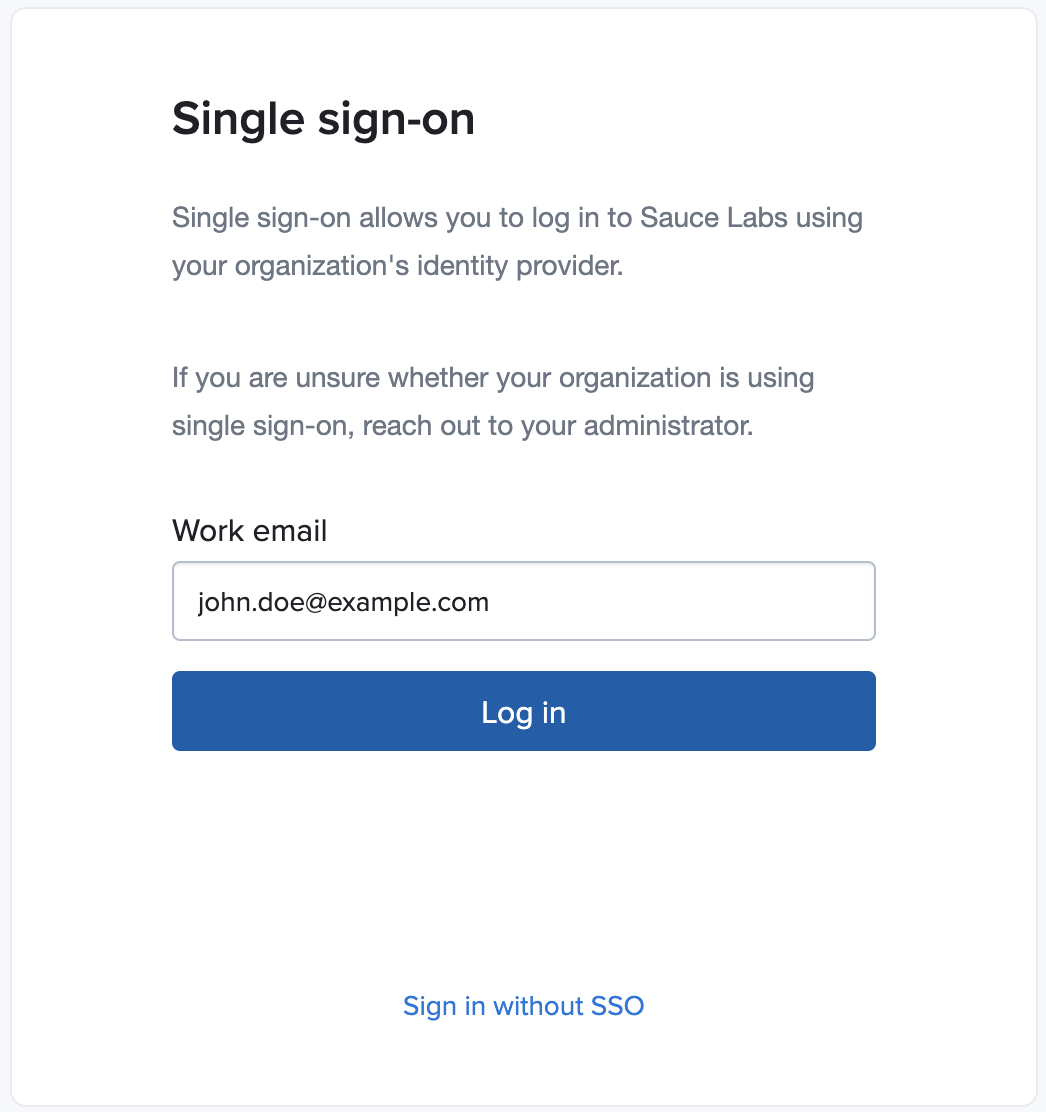 Single sign-on
Single sign-on allows you to log in to Sauce Labs using
your organization's identity provider.
If you are unsure whether your organization is using
single sign-on, reach out to your administrator.
Work email
john.doe@example.com
Log in
Sign in without SSO